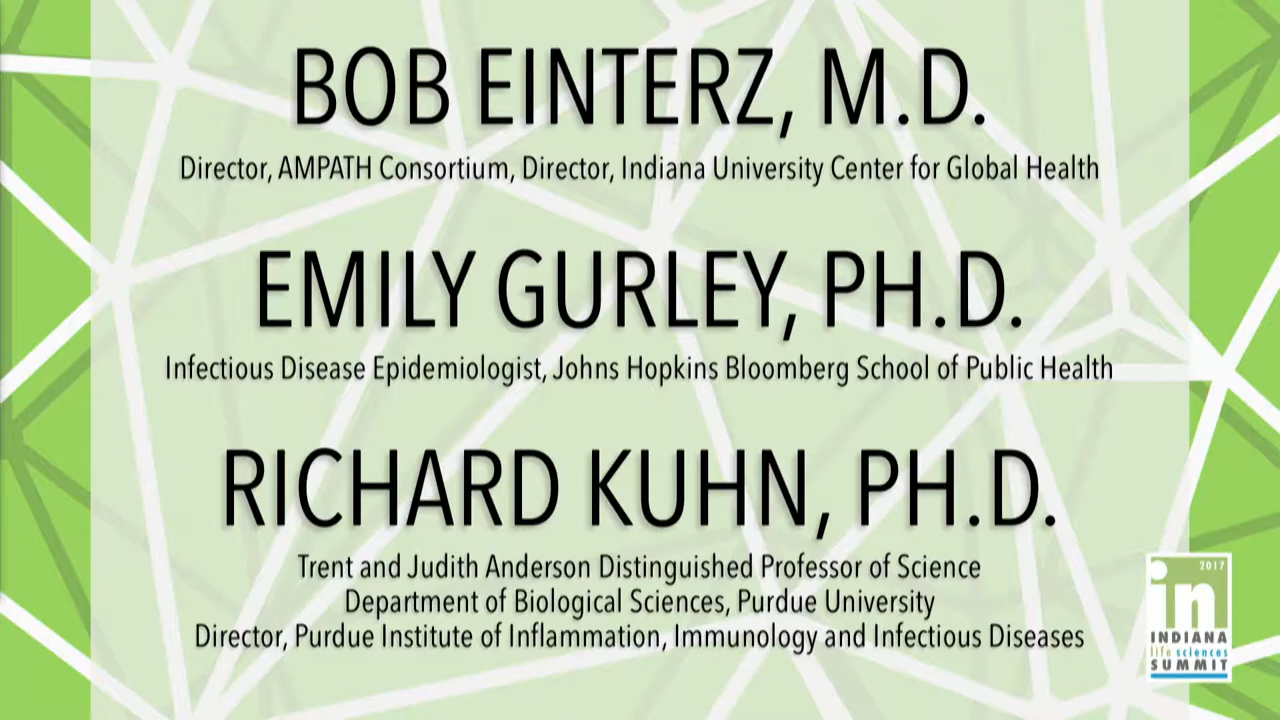 BOB EINTERZ, M.D.
Director, AMPATH Consortium, Director, Indiana University Center for Global Health
EMILY GURLEY, PH.D.
Infectious Disease Epidemiologist, Johns Hopkins Bloomberg School of Public Health
RICHARD KUHN, PH.D.
Trent and Judith Anderson Distinguished Professor of Science
Department of Biological Sciences, Purdue University
Director, Purdue Institute of Inflammation, Immunology and Infectious Diseases
2017
in
INDIANA
life sciences
SUMMIT